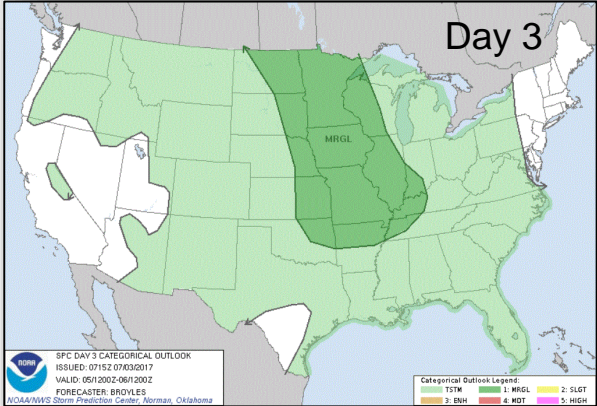 Day 3
MRGL
NOAA
SPC DAY 3 CATEGORICAL OUTLOOK
ISSUED: 0715Z 07/03/2017
VALID: 05/1200Z-06/1200Z
FORECASTER: BROYLES
NOAA/NWS Storm Prediction Center, Norman, Oklahoma
Categorical Outlook Legend:
TSTM 1: MRGL 2: SLGT
3: ENH 4: MDT 5: HIGH